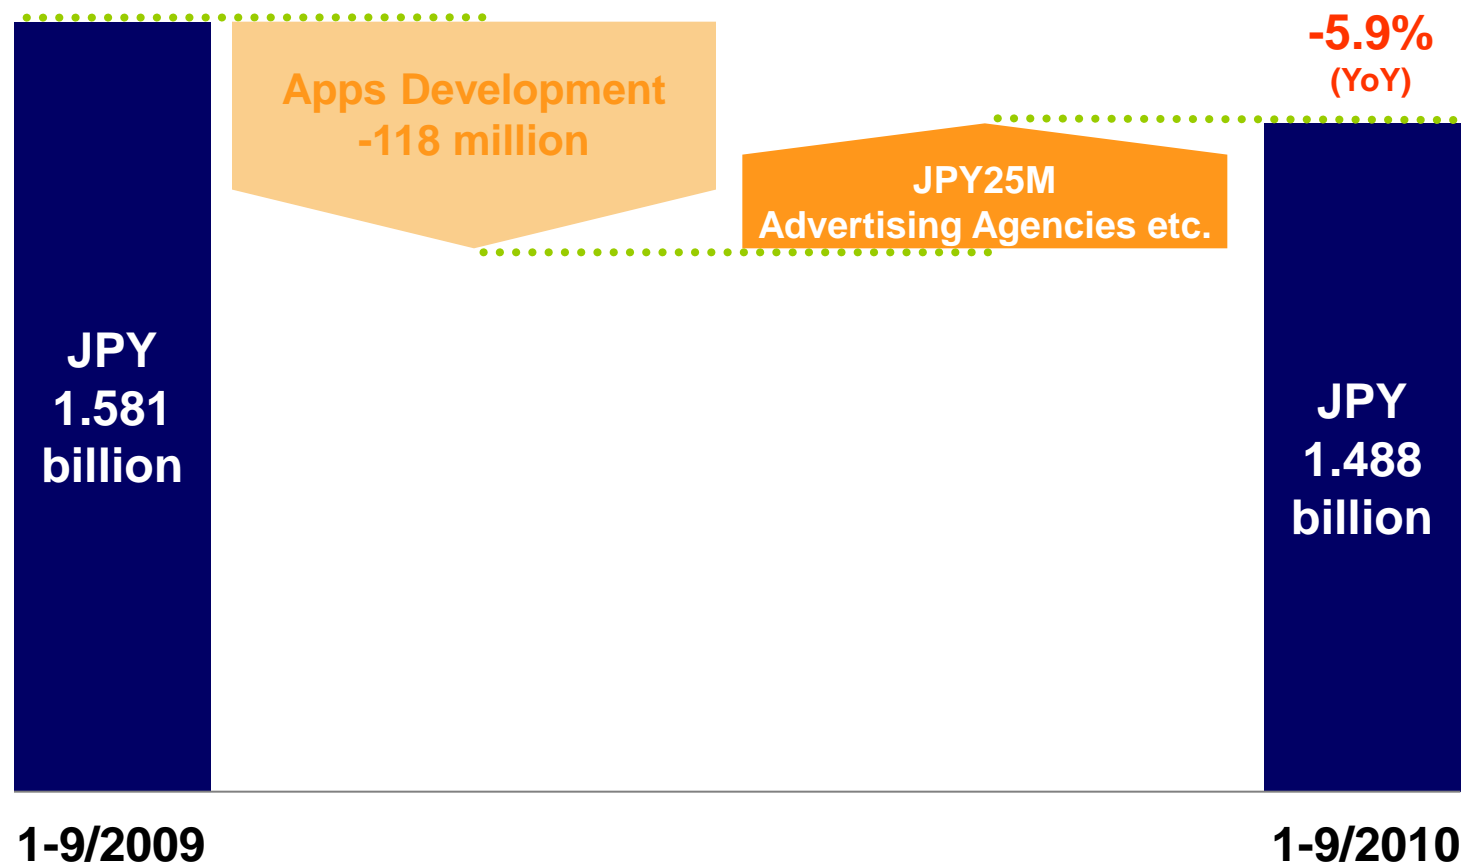 -5.9%
(YoY)
Apps Development
-118 million
JPY25M
Advertising Agencies etc.
JPY
1.581
billion
JPY
1.488
billion
1-9/2009
1-9/2010